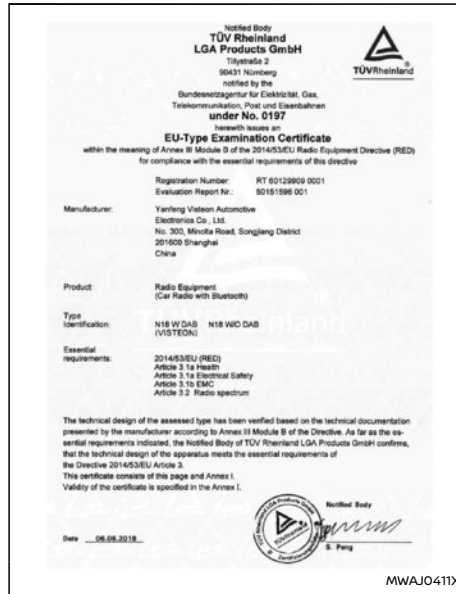 Notified Body
TÜV Rheinland
LGA Products GmbH
Tillystraße 2
90431 Nürnberg
notified by the
Bundesnetzagentur für Elektrizität, Gas,
Telekommunikation, Post und Eisenbahnen
under No. 0197
herewith issues an
EU-Type Examination Certificate
within the meaning of Annex III Module B of the 2014/53/EU Radio Equipment Directive (RED)
for compliance with the essential requirements of this directive
TÜVRheinland
Registration Number: RT 60129909 0001
Evaluation Report Nr.: 50151596 001
Manufacturer: Yanfeng Visteon Automotive
Electronics Co., Ltd.
No. 300, Minolta Road, Songjiang District
201600 Shanghai
China
Product: Radio Equipment
(Car Radio with Bluetooth)
Type
Identification: N18 W DAB N18 W/O DAB
(VISTEON)
TÜVRheinland
Essential
requirements: 2014/53/EU (RED)
Article 3.1a Health
Article 3.1a Electrical Safety
Article 3.1b EMC
Article 3.2 Radio spectrum
The technical design of the assessed type has been verified based on the technical documentation
presented by the manufacturer according to Annex III Module B of the Directive. As far as the es-
sential requirements indicated, the Notified Body of TÜV Rheinland LGA Products GmbH confirms,
that the technical design of the apparatus meets the essential requirements of
the Directive 2014/53/EU Article 3.
This certificate consists of this page and Annex I.
Validity of the certificate is specified in the Annex I.
Notified Body
TÜV Rheinland LGA Products GmbH
TÜVRheinland
Date 06.06.2018
S. Peng
MWAJ0411X